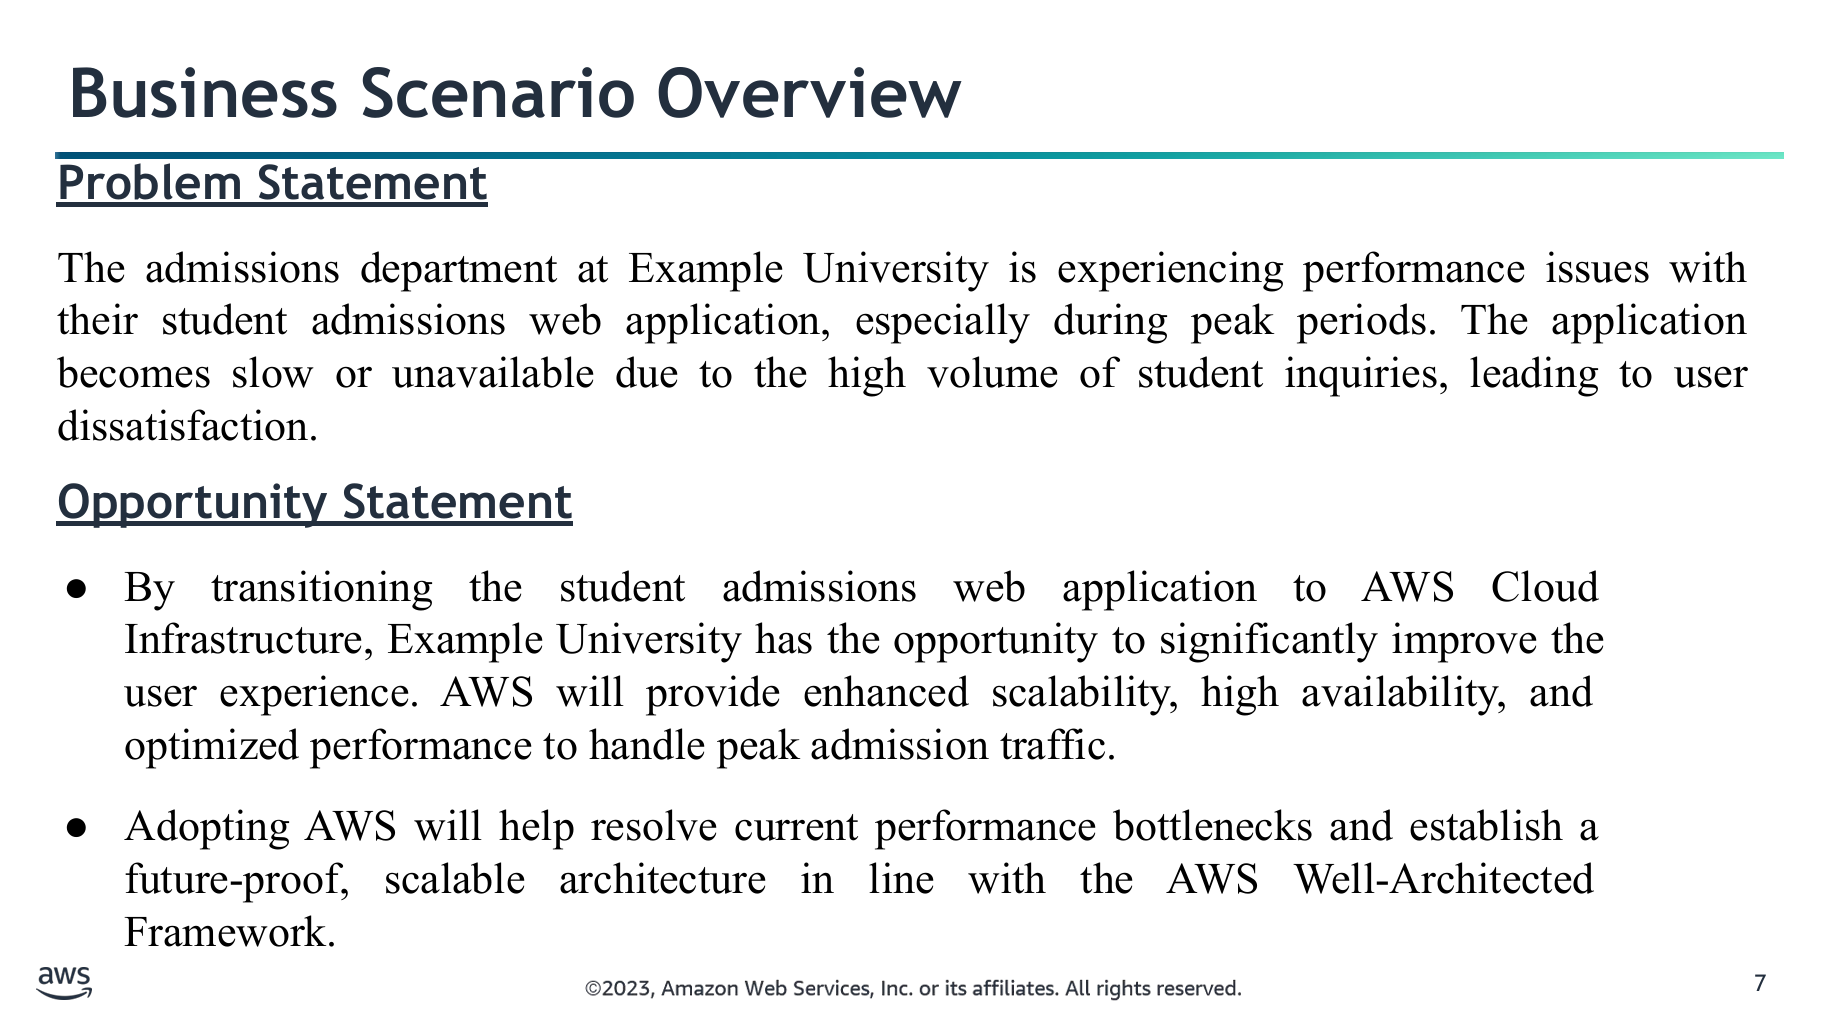 Business Scenario Overview
Problem Statement
The admissions department at Example University is experiencing performance issues with
their student admissions web application, especially during peak periods. The application
becomes slow or unavailable due to the high volume of student inquiries, leading to user
dissatisfaction.
Opportunity Statement
● By transitioning the student admissions web application to AWS Cloud
Infrastructure, Example University has the opportunity to significantly improve the
user experience. AWS will provide enhanced scalability, high availability, and
optimized performance to handle peak admission traffic.
● Adopting AWS will help resolve current performance bottlenecks and establish a
future-proof, scalable architecture in line with the AWS Well-Architected
Framework.
aws
©2023, Amazon Web Services, Inc. or its affiliates. All rights reserved.
7